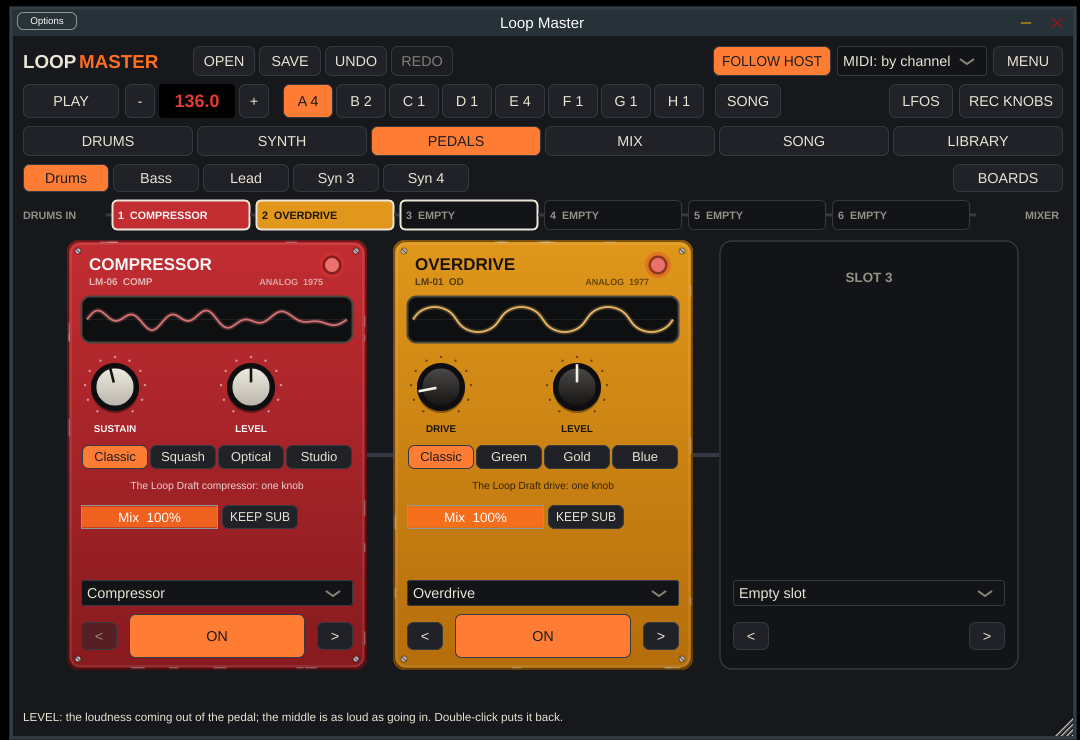 Options
Loop Master
LOOPMASTER OPEN SAVE UNDO REDO FOLLOW HOST MIDI: by channel MENU
PLAY - 136.0 + A 4 B 2 C 1 D 1 E 4 F 1 G 1 H 1 SONG LFOS REC KNOBS
DRUMS SYNTH PEDALS MIX SONG LIBRARY
Drums Bass Lead Syn 3 Syn 4 BOARDS
DRUMS IN 1 COMPRESSOR 2 OVERDRIVE 3 EMPTY 4 EMPTY 5 EMPTY 6 EMPTY MIXER
COMPRESSOR
LM-06 COMP ANALOG 1975
SUSTAIN LEVEL
Classic Squash Optical Studio
The Loop Draft compressor: one knob
Mix 100% KEEP SUB
Compressor
< ON >
OVERDRIVE
LM-01 OD ANALOG 1977
DRIVE LEVEL
Classic Green Gold Blue
The Loop Draft drive: one knob
Mix 100% KEEP SUB
Overdrive
< ON >
SLOT 3
Empty slot
< >
LEVEL: the loudness coming out of the pedal; the middle is as loud as going in. Double-click puts it back.